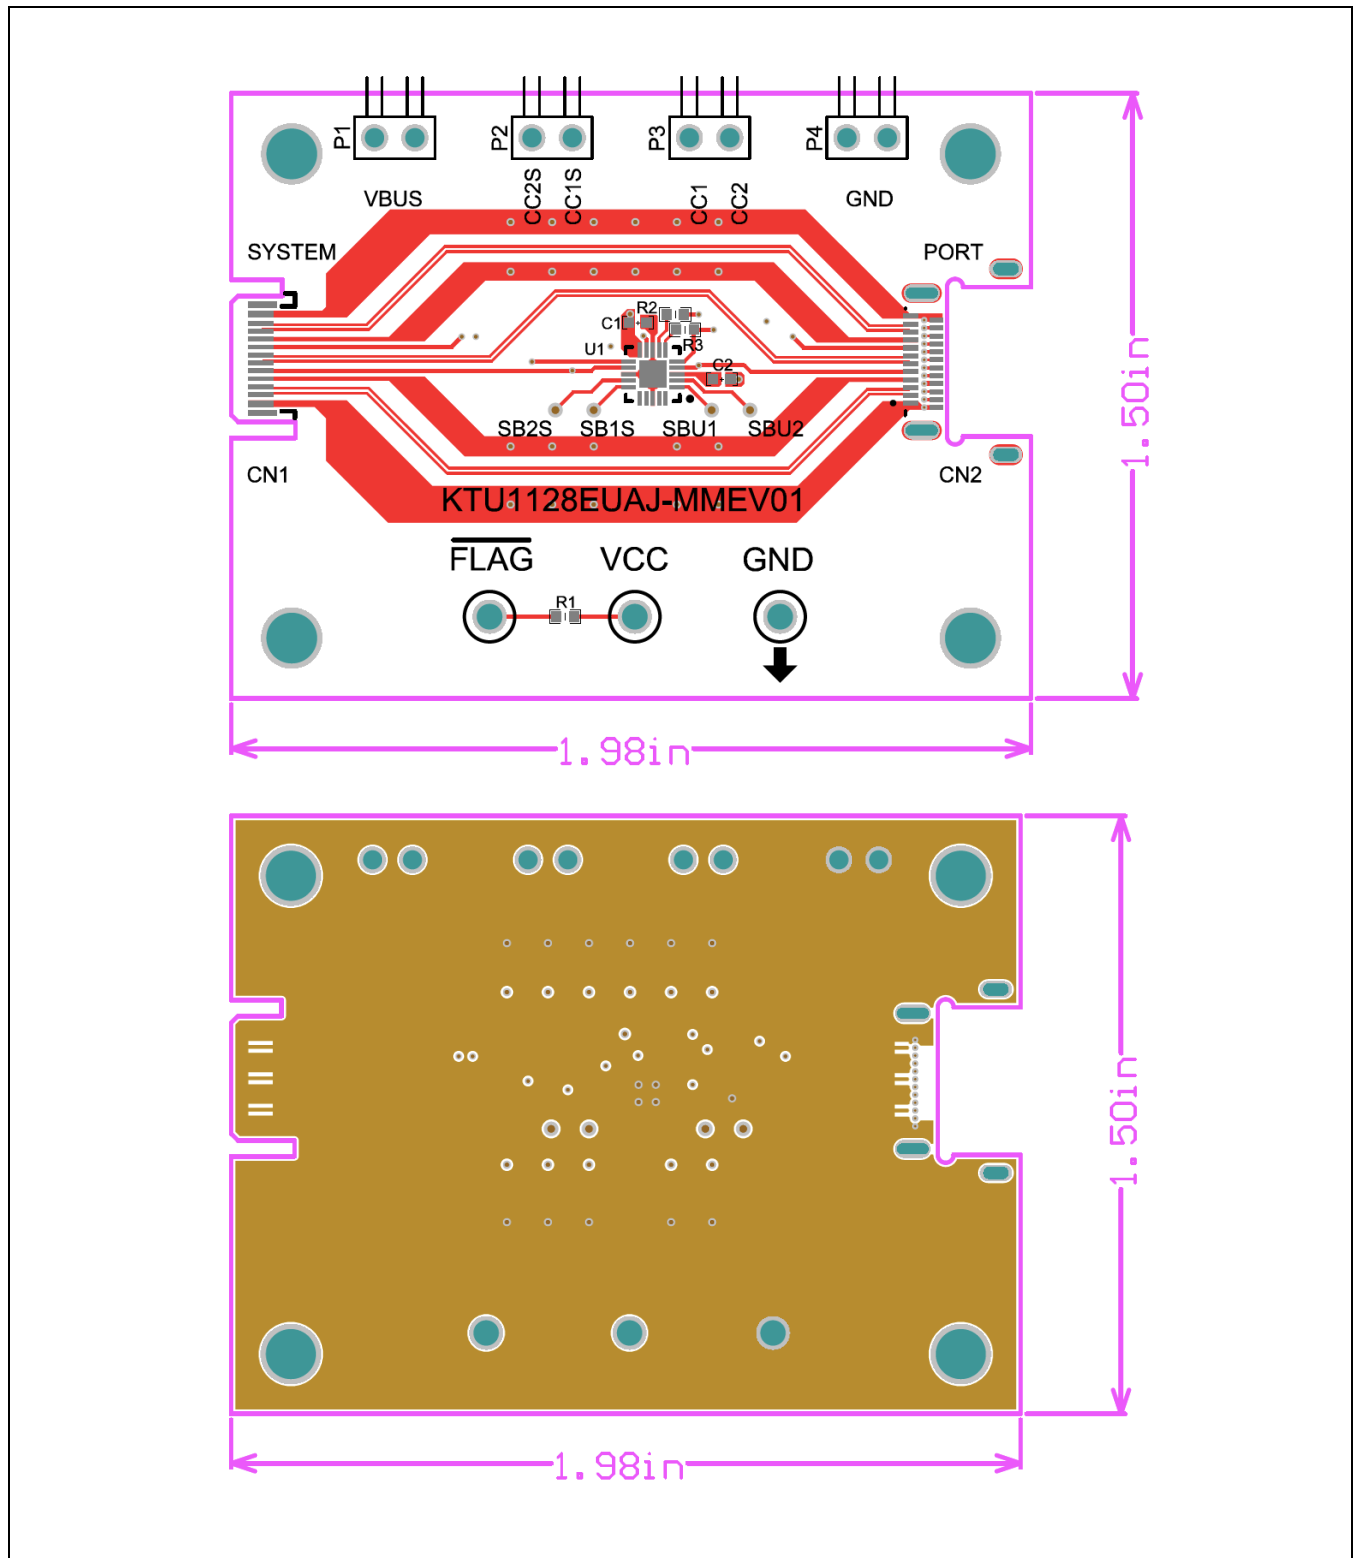 P1
P2
P3
P4
VBUS
CC2S
CC1S
CC1
CC2
GND
SYSTEM
PORT
R2
C1
R3
U1
C2
SB2S
SB1S
SBU1
SBU2
CN1
CN2
KTU1128EUAJ-MMEV01
FLAG
VCC
GND
R1
1.50in
1.98in
1.50in
1.98in